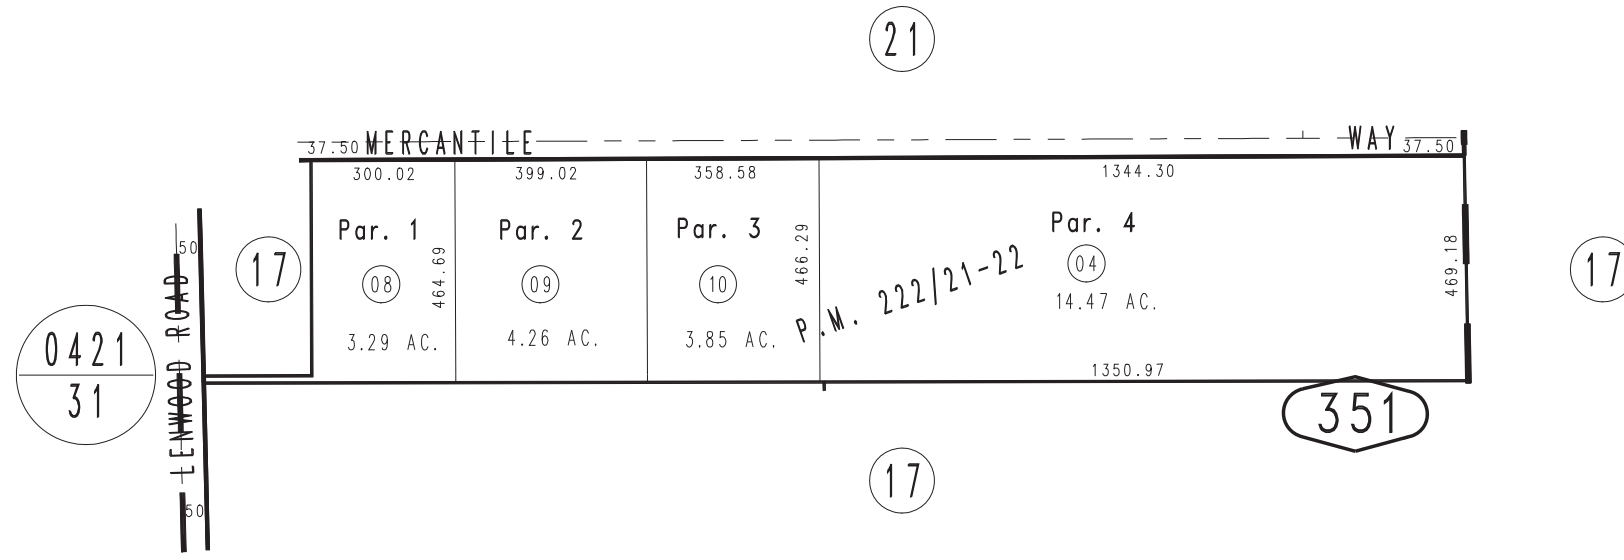 21
37.50 MERCANTILE WAY 37.50
300.02 399.02 358.58 1344.30
Par. 1 Par. 2 Par. 3 Par. 4
50
17
464.69
466.29
469.18
08 09 10 04
17
P.M. 222/21-22
3.29 AC. 4.26 AC. 3.85 AC. 14.47 AC.
0421
31
LENWOOD ROAD
1350.97
351
17
50